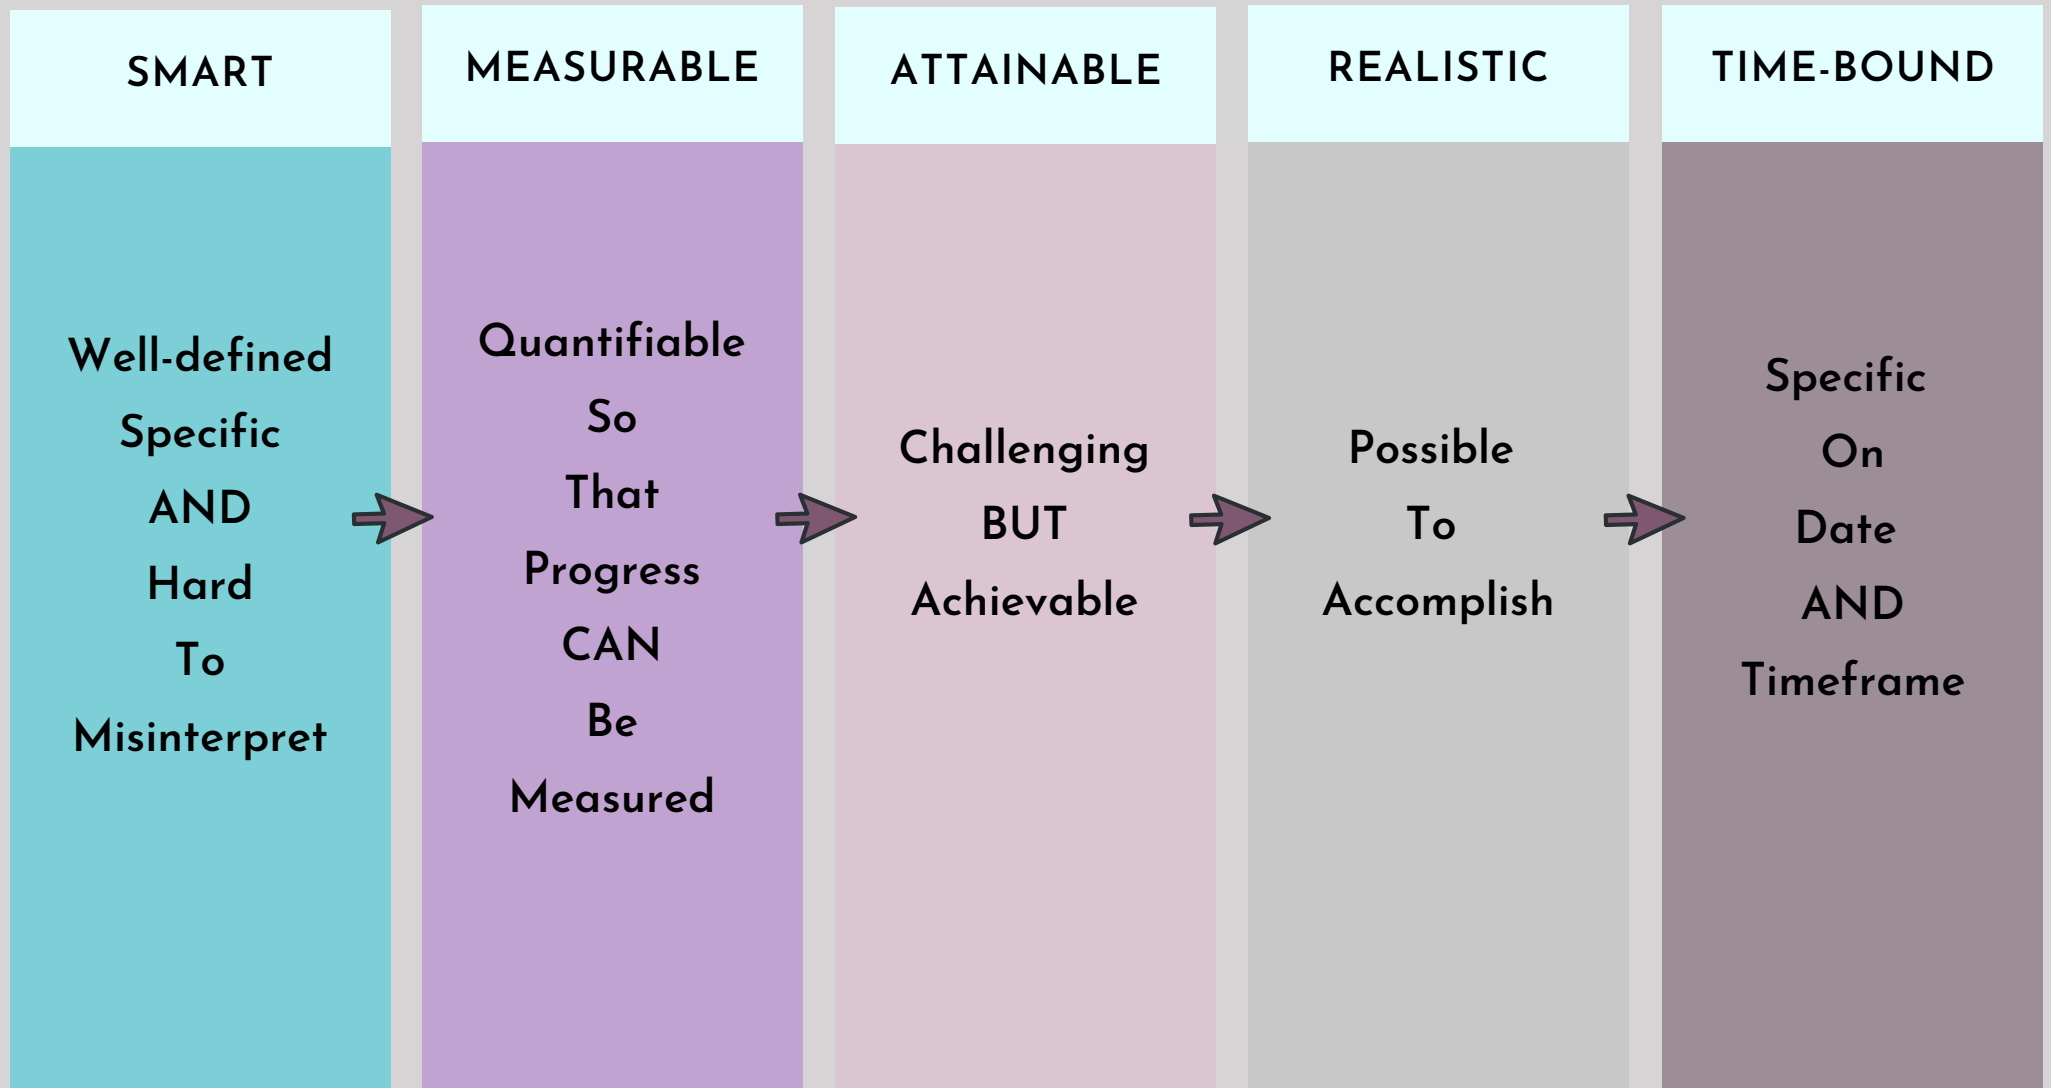 SMART
Well-defined
Specific
AND
Hard
To
Misinterpret
MEASURABLE
Quantifiable
So
That
Progress
CAN
Be
Measured
ATTAINABLE
Challenging
BUT
Achievable
REALISTIC
Possible
To
Accomplish
TIME-BOUND
Specific
On
Date
AND
Timeframe